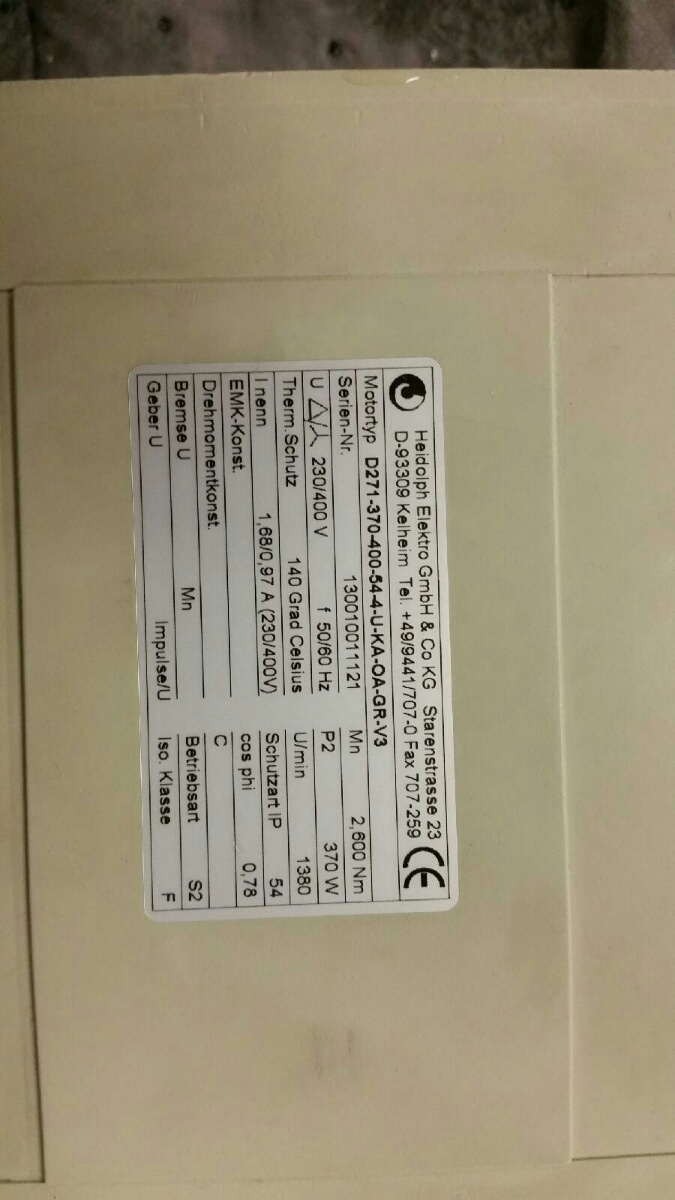 Heidolph Elektro GmbH & Co KG Starenstrasse 23
D-93309 Kelheim Tel. +49/9441/707-0 Fax 707-259 CE
Motortyp D271-370-400-54-4-U-KA-OA-GR-V3
Serien-Nr. 130010011121 Mn 2,600 Nm
U △/⅄ 230/400 V f 50/60 Hz P2 370 W
Therm.Schutz 140 Grad Celsius U/min 1380
I nenn 1,68/0,97 A (230/400V) Schutzart IP 54
EMK-Konst. cos phi 0,78
Drehmomentkonst. C
Bremse U Mn Betriebsart S2
Geber U Impulse/U Iso. Klasse F